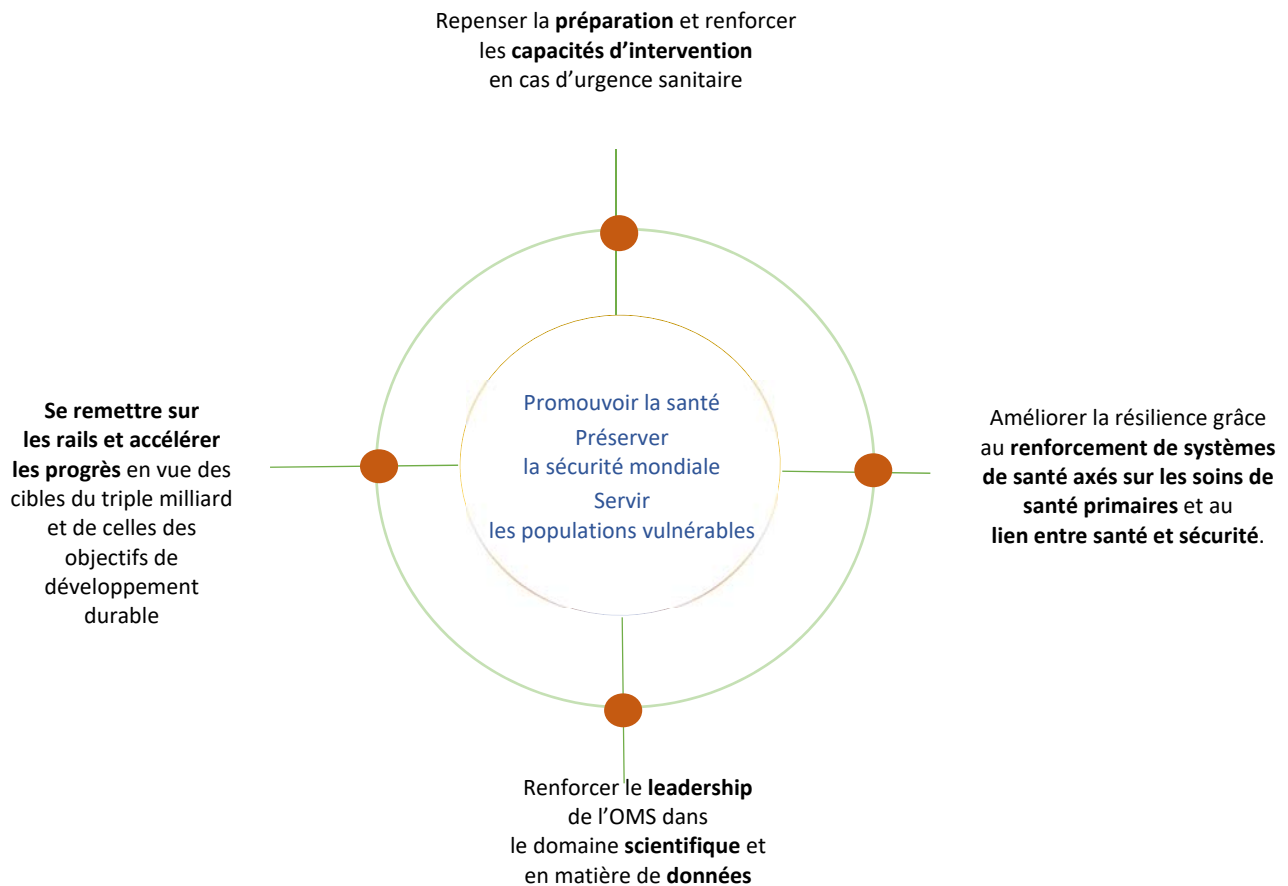 Repenser la préparation et renforcer
les capacités d’intervention
en cas d’urgence sanitaire
Se remettre sur
les rails et accélérer
les progrès en vue des
cibles du triple milliard
et de celles des
objectifs de
développement
durable
Promouvoir la santé
Préserver
la sécurité mondiale
Servir
les populations vulnérables
Améliorer la résilience grâce
au renforcement de systèmes
de santé axés sur les soins de
santé primaires et au
lien entre santé et sécurité.
Renforcer le leadership
de l’OMS dans
le domaine scientifique et
en matière de données